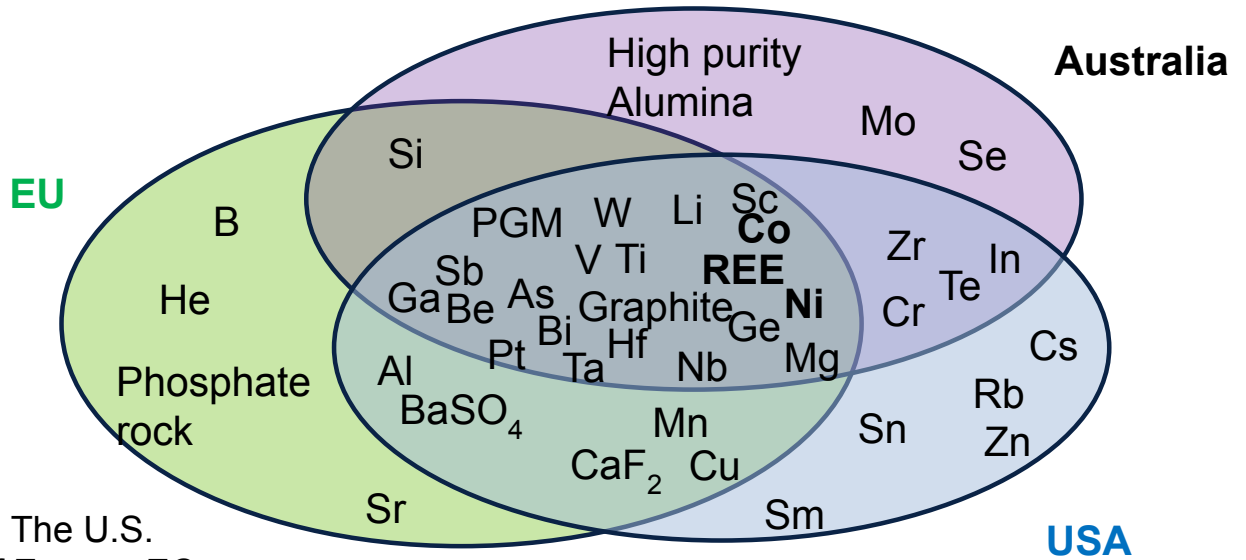 High purity
Alumina
Australia
Mo
Se
Si
EU
B
PGM
W
Li
Sc
Co
Zr
In
V
Ti
REE
Sb
Te
He
Ga
Be
As
Graphite
Ni
Cr
Bi
Ge
Hf
Cs
Pt
Ta
Nb
Mg
Al
Phosphate
rock
BaSO4
Rb
Mn
Sn
Zn
CaF2
Cu
Sr
Sm
The U.S.
USA